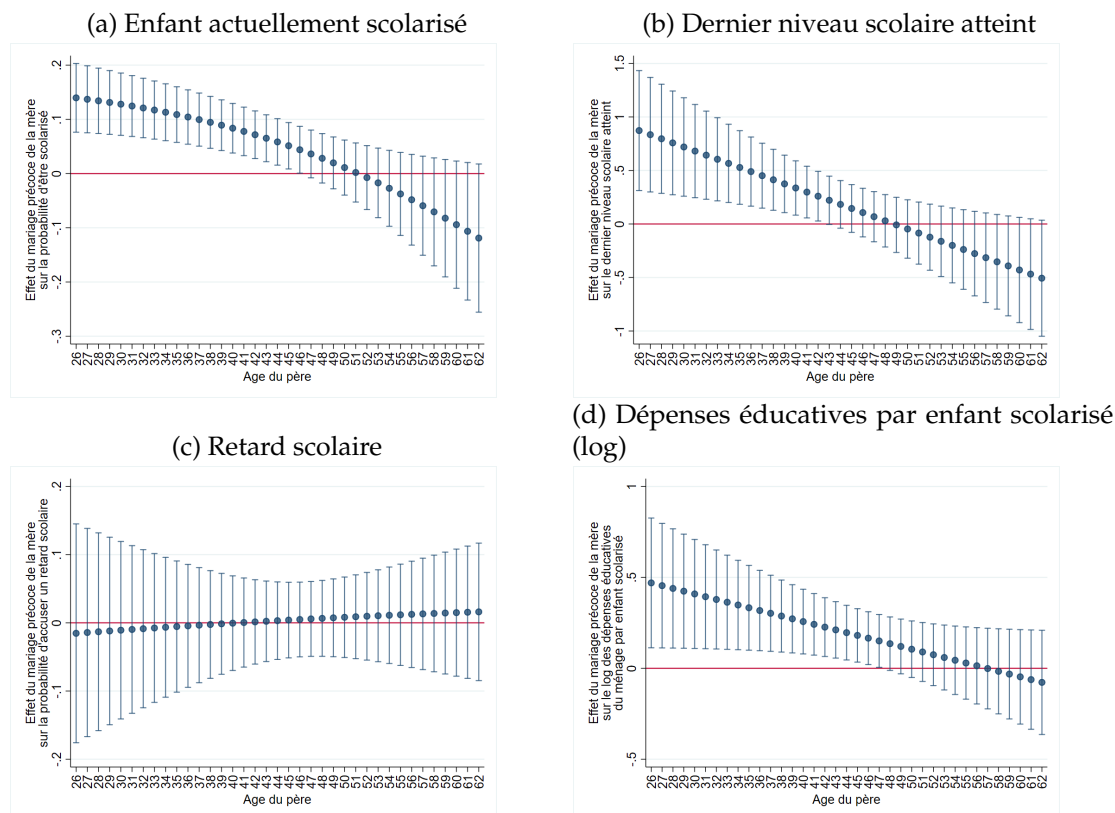 (a) Enfant actuellement scolarisé
Effet du mariage précoce de la mère
sur la probabilité d'être scolarisé
.2
.1
0
-.1
-.2
-.3
26 27 28 29 30 31 32 33 34 35 36 37 38 39 40 41 42 43 44 45 46 47 48 49 50 51 52 53 54 55 56 57 58 59 60 61 62
Age du père
(b) Dernier niveau scolaire atteint
Effet du mariage précoce de la mère
sur le dernier niveau scolaire atteint
1.5
1
.5
0
-.5
-1
26 27 28 29 30 31 32 33 34 35 36 37 38 39 40 41 42 43 44 45 46 47 48 49 50 51 52 53 54 55 56 57 58 59 60 61 62
Age du père
(c) Retard scolaire
Effet du mariage précoce de la mère
sur la probabilité d'accuser un retard scolaire
.2
.1
0
-.1
-.2
26 27 28 29 30 31 32 33 34 35 36 37 38 39 40 41 42 43 44 45 46 47 48 49 50 51 52 53 54 55 56 57 58 59 60 61 62
Age du père
(d) Dépenses éducatives par enfant scolarisé
(log)
Effet du mariage précoce de la mère
sur le log des dépenses éducatives
du ménage par enfant scolarisé
1
.5
0
-.5
26 27 28 29 30 31 32 33 34 35 36 37 38 39 40 41 42 43 44 45 46 47 48 49 50 51 52 53 54 55 56 57 58 59 60 61 62
Age du père